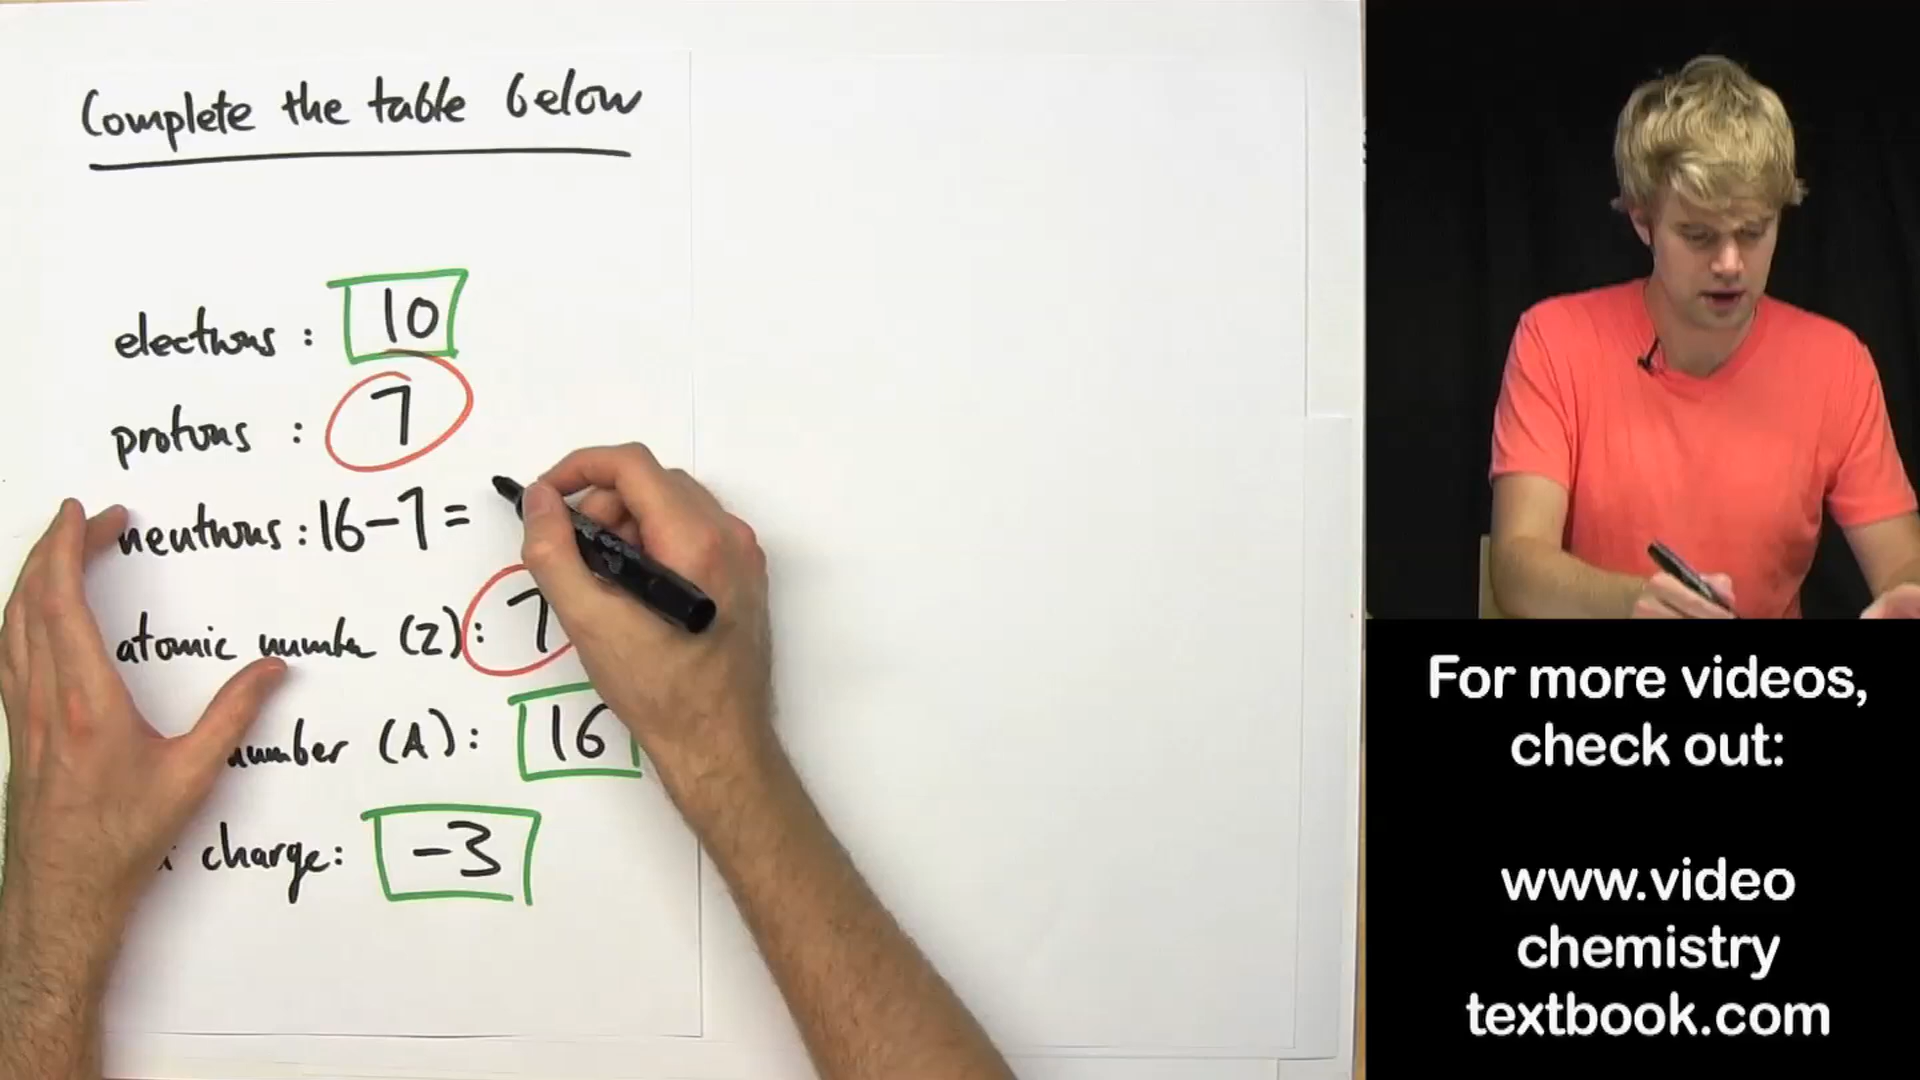 Complete the table below
electrons : 10
protons : 7
neutrons : 16-7=
atomic number (Z): 7
number (A): 16
charge: -3
For more videos,
check out:
www.video
chemistry
textbook.com